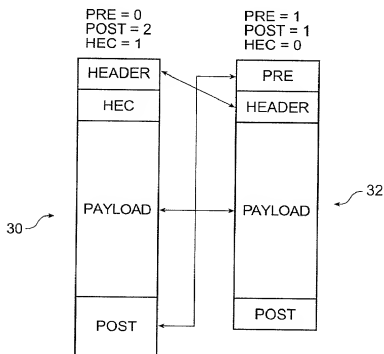 PRE = 0
POST = 2
HEC = 1
HEADER
HEC
PAYLOAD
POST
30
PRE = 1
POST = 1
HEC = 0
PRE
HEADER
PAYLOAD
POST
32